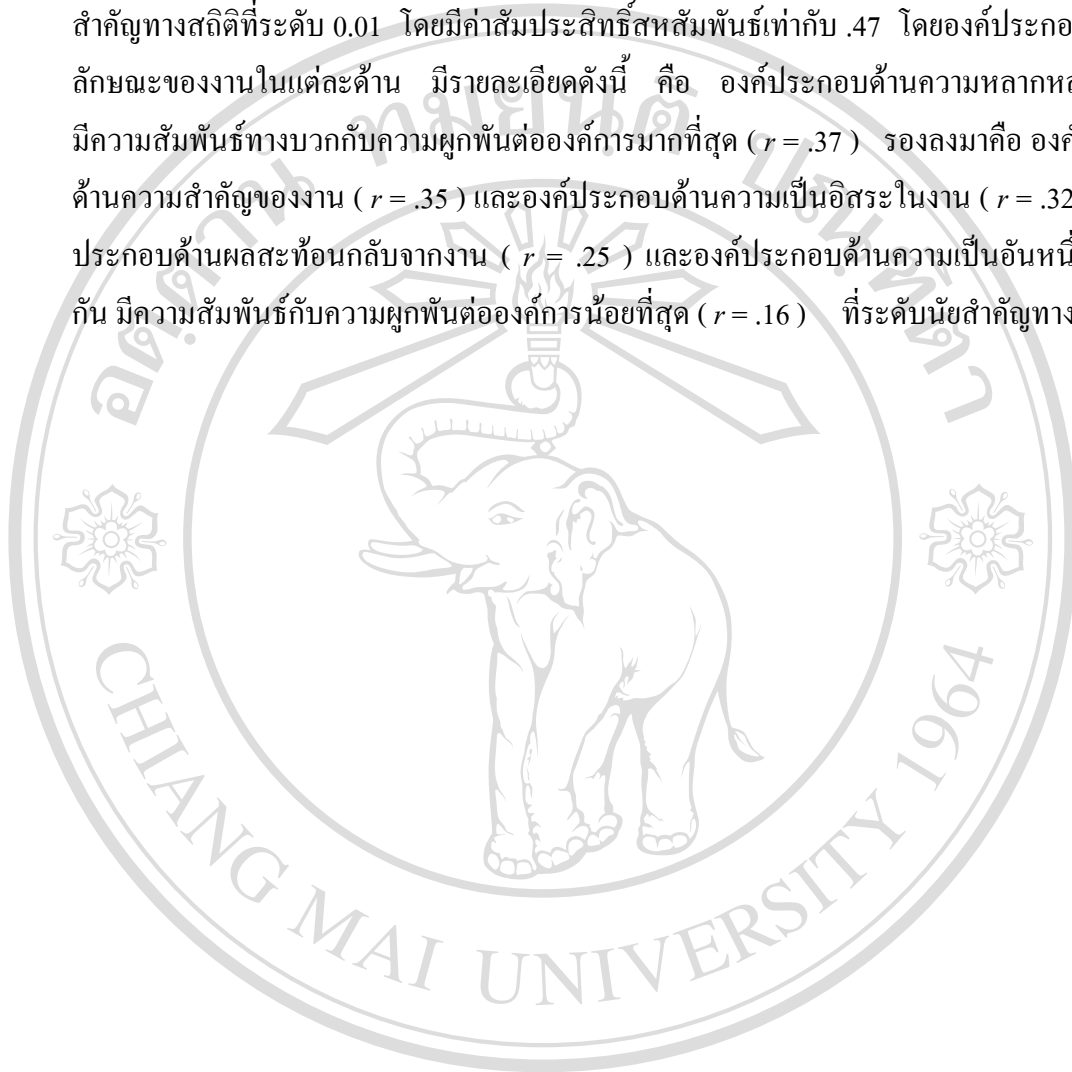 สำคัญทางสถิติที่ระดับ 0.01 โดยมีค่าสัมประสิทธิ์สหสัมพันธ์เท่ากับ .47 โดยองค์ประกอ
ลักษณะของงานในแต่ละด้าน มีรายละเอียดดังนี้ คือ องค์ประกอบด้านความหลากหล
มีความสัมพันธ์ทางบวกกับความผูกพันต่อองค์การมากที่สุด ( r = .37 ) รองลงมาคือ องค์
ด้านความสำคัญของงาน ( r = .35 ) และองค์ประกอบด้านความเป็นอิสระในงาน ( r = .32
ประกอบด้านผลสะท้อนกลับจากงาน ( r = .25 ) และองค์ประกอบด้านความเป็นอันหนึ่
กัน มีความสัมพันธ์กับความผูกพันต่อองค์การน้อยที่สุด ( r = .16 ) ที่ระดับนัยสำคัญทาง
อตฺตานํ ทมยนฺติ ปณฺฑิตา
CHIANG MAI UNIVERSITY 1964